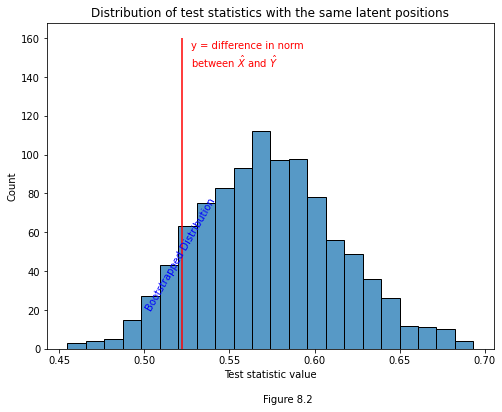 Distribution of test statistics with the same latent positions
160
140
120
100
80
60
40
20
0
Count
y = difference in norm
between X̂ and Ŷ
Bootstrapped Distribution
0.45 0.50 0.55 0.60 0.65 0.70
Test statistic value
Figure 8.2